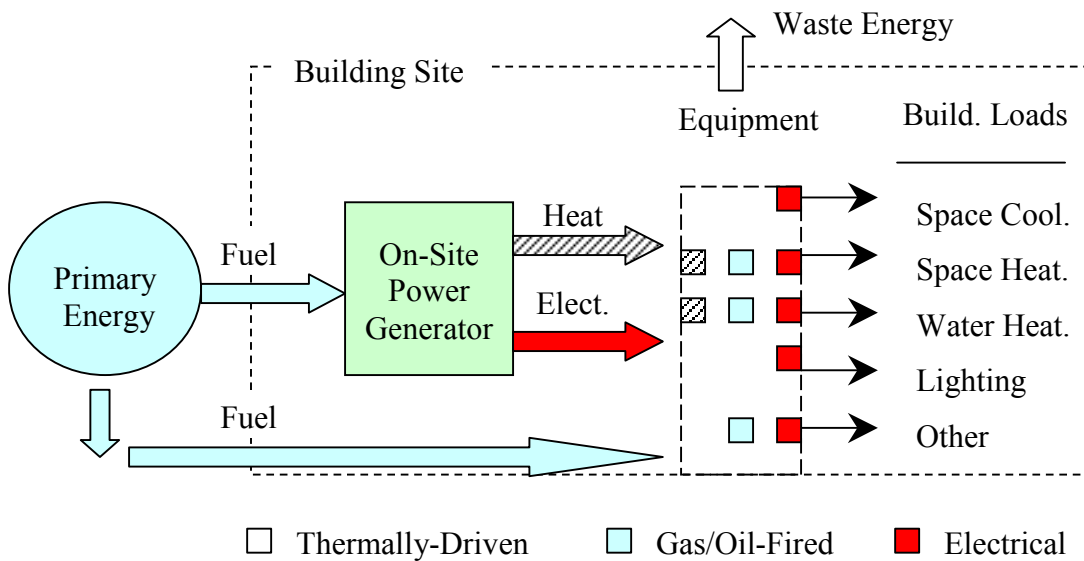 Waste Energy
Building Site
Equipment
Build. Loads
Heat
Fuel
On-Site
Power
Generator
Primary
Energy
Elect.
Fuel
Space Cool.
Space Heat.
Water Heat.
Lighting
Other
Thermally-Driven
Gas/Oil-Fired
Electrical